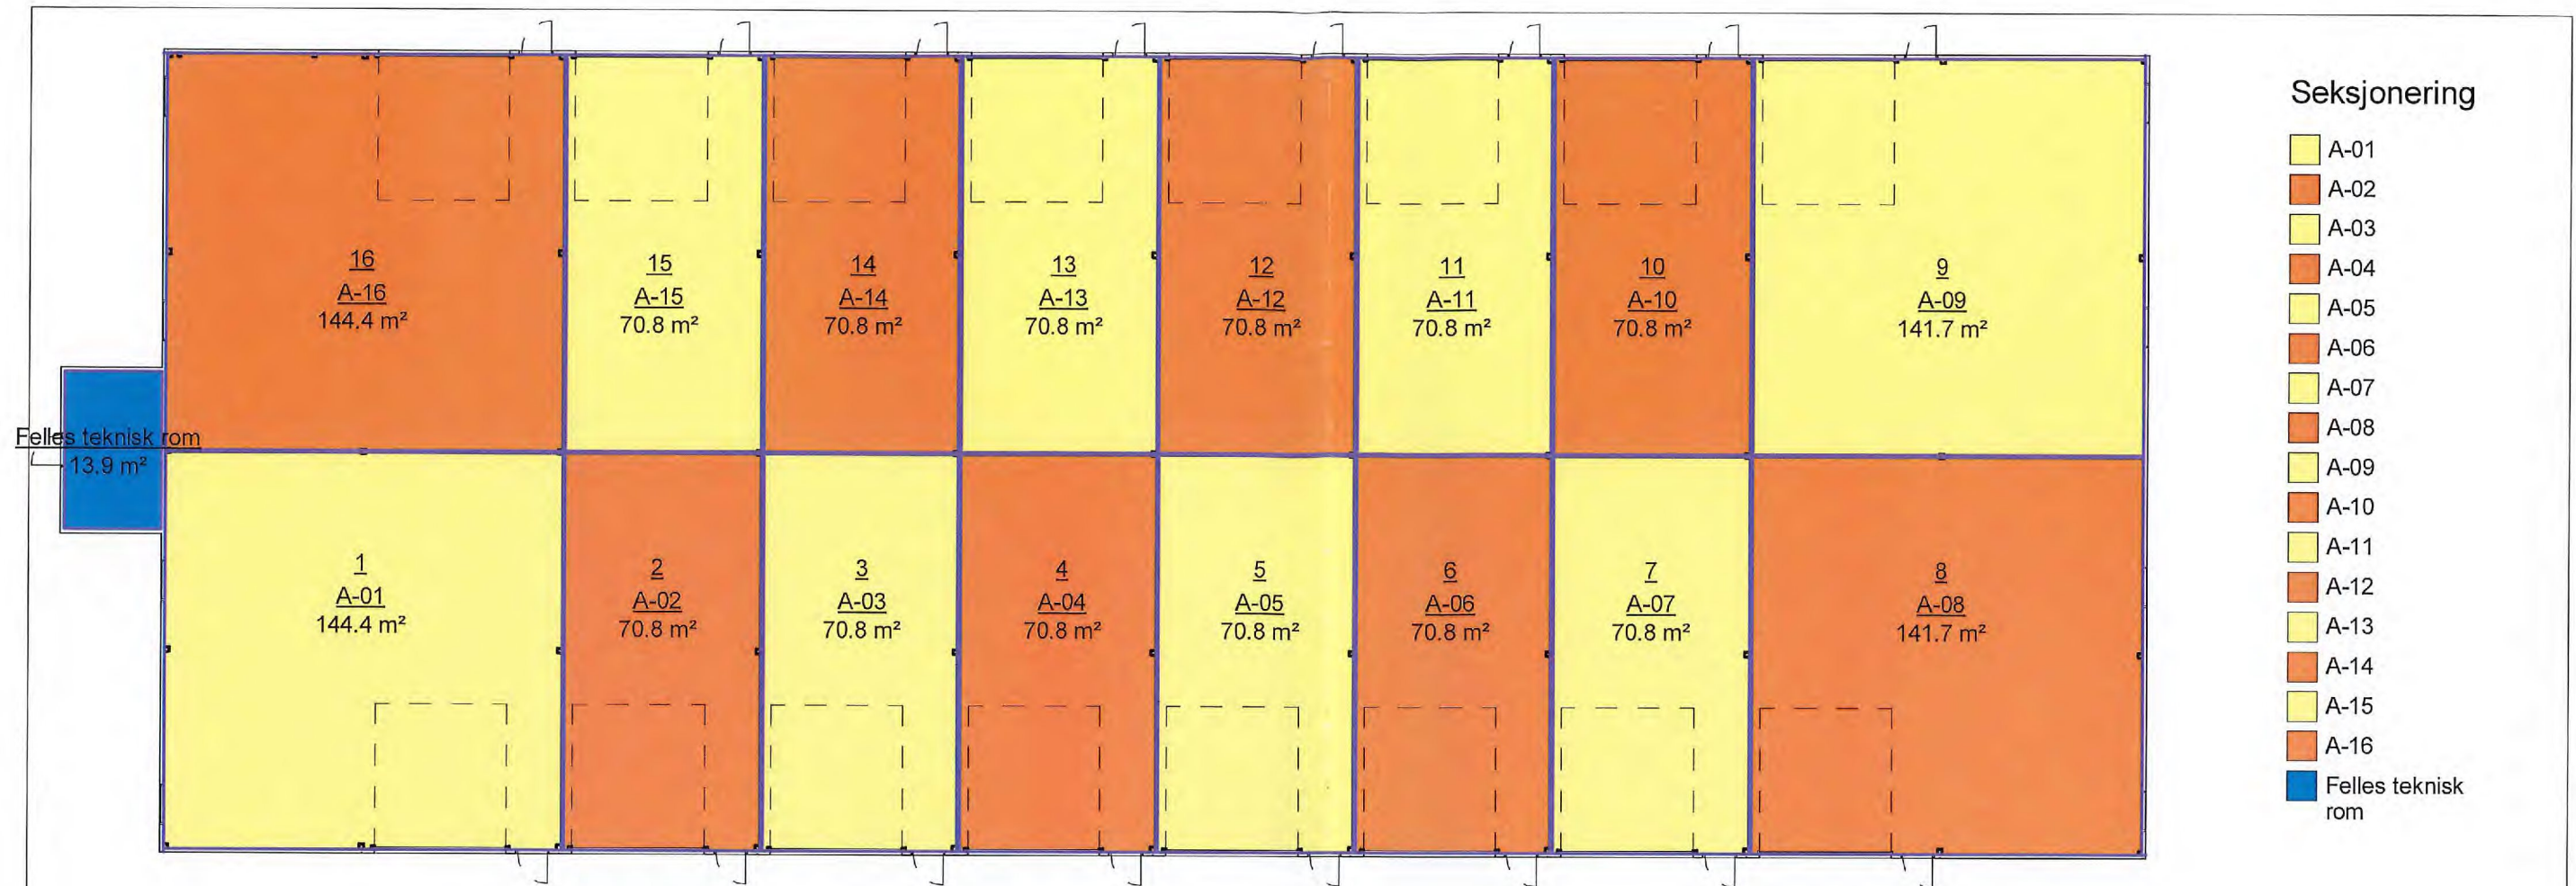 16
A-16
144.4 m²
15
A-15
70.8 m²
14
A-14
70.8 m²
13
A-13
70.8 m²
12
A-12
70.8 m²
11
A-11
70.8 m²
10
A-10
70.8 m²
9
A-09
141.7 m²
Felles teknisk rom
13.9 m²
1
A-01
144.4 m²
2
A-02
70.8 m²
3
A-03
70.8 m²
4
A-04
70.8 m²
5
A-05
70.8 m²
6
A-06
70.8 m²
7
A-07
70.8 m²
8
A-08
141.7 m²
Seksjonering
A-01
A-02
A-03
A-04
A-05
A-06
A-07
A-08
A-09
A-10
A-11
A-12
A-13
A-14
A-15
A-16
Felles teknisk
rom